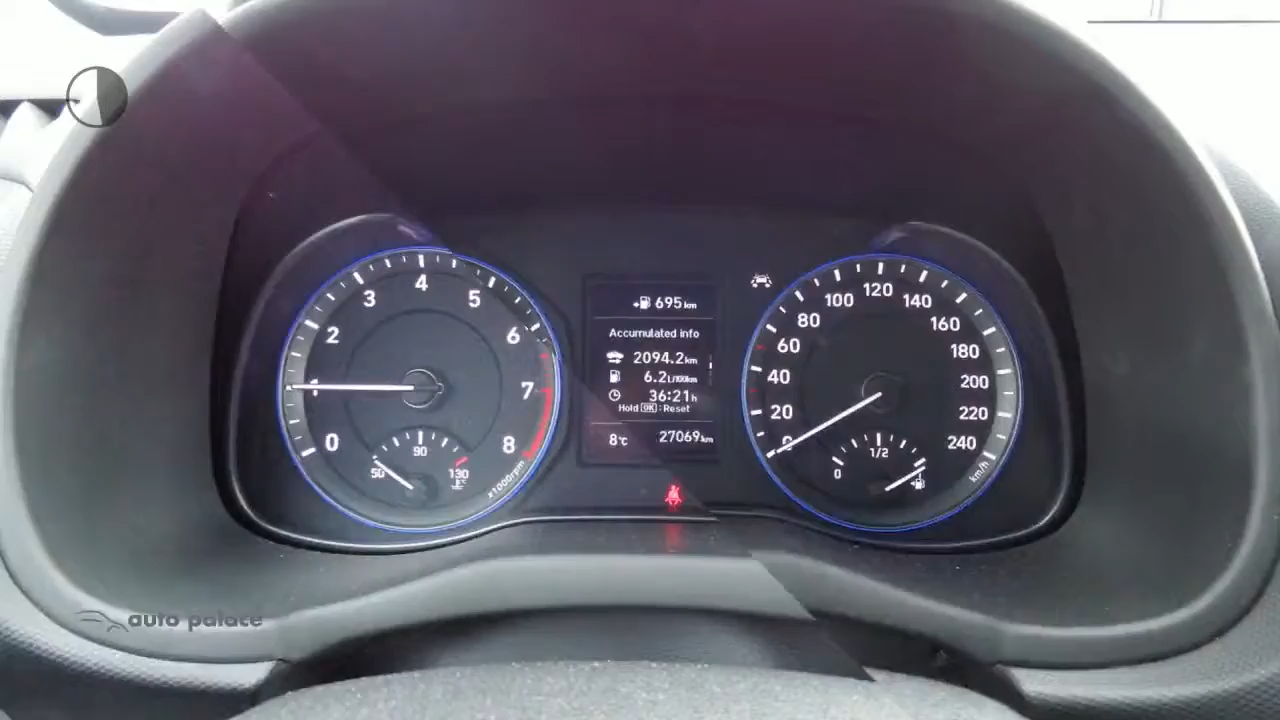 695 km
Accumulated info
2094.2 km
6.2 L/100km
36:21 h
Hold [OK] : Reset
8°C 27069 km
0 1 2 3 4 5 6 7 8
x1000rpm
50 90 130
°C
0 20 40 60 80 100 120 140 160 180 200 220 240
km/h
0 1/2
auto palace